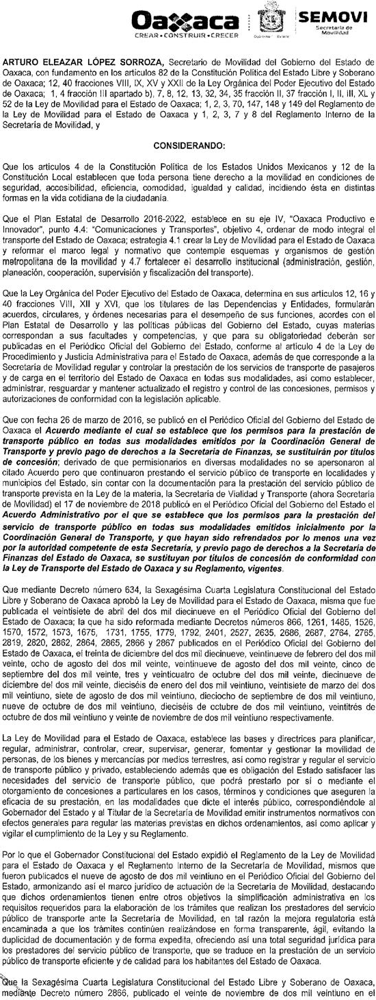 Oaxaca
CREAR • CONSTRUIR • CRECER
Gobierno Estado
SEMOVI
Secretaría de
Movilidad
ARTURO ELEAZAR LÓPEZ SORROZA, Secretario de Movilidad del Gobierno del Estado de
Oaxaca, con fundamento en los artículos 82 de la Constitución Política del Estado Libre y Soberano
de Oaxaca; 12, 40 fracciones VIII, IX, XV y XXII de la Ley Orgánica del Poder Ejecutivo del Estado
de Oaxaca; 1, 4 fracción III apartado b), 7, 8, 12, 13, 32, 34, 35 fracción II, 37 fracción I, II, III, XL y
52 de la Ley de Movilidad para el Estado de Oaxaca; 1, 2, 3, 70, 147, 148 y 149 del Reglamento de
la Ley de Movilidad para el Estado de Oaxaca y 1, 2, 3, 7 y 8 del Reglamento Interno de la
Secretaría de Movilidad, y
CONSIDERANDO:
Que los artículos 4 de la Constitución Política de los Estados Unidos Mexicanos y 12 de la
Constitución Local establecen que toda persona tiene derecho a la movilidad en condiciones de
seguridad, accesibilidad, eficiencia, comodidad, igualdad y calidad, incidiendo ésta en distintas
formas en la vida cotidiana de la ciudadanía.
Que el Plan Estatal de Desarrollo 2016-2022, establece en su eje IV, "Oaxaca Productivo e
Innovador", punto 4.4: "Comunicaciones y Transportes", objetivo 4, ordenar de modo integral el
transporte del Estado de Oaxaca; estrategia 4.1 crear la Ley de Movilidad para el Estado de Oaxaca
y reformar el marco legal y normativo que contemple esquemas y organismos de gestión
metropolitana de la movilidad y 4.7 fortalecer el desarrollo institucional (administración, gestión,
planeación, cooperación, supervisión y fiscalización del transporte).
Que la Ley Orgánica del Poder Ejecutivo del Estado de Oaxaca, determina en sus artículos 12, 16 y
40 fracciones VIII, XII y XVI, que los titulares de las Dependencias y Entidades, formularán
acuerdos, circulares, y órdenes necesarias para el desempeño de sus funciones, acordes con el
Plan Estatal de Desarrollo y las políticas públicas del Gobierno del Estado, cuyas materias
correspondan a sus facultades y competencias, y que para su obligatoriedad deberán ser
publicadas en el Periódico Oficial del Gobierno del Estado, conforme al artículo 4 de la Ley de
Procedimiento y Justicia Administrativa para el Estado de Oaxaca, además de que corresponde a la
Secretaría de Movilidad regular y controlar la prestación de los servicios de transporte de pasajeros
y de carga en el territorio del Estado de Oaxaca en todas sus modalidades, así como establecer,
administrar, resguardar y mantener actualizado el registro y control de las concesiones, permisos y
autorizaciones de conformidad con la legislación aplicable.
Que con fecha 26 de marzo de 2016, se publicó en el Periódico Oficial del Gobierno del Estado de
Oaxaca el Acuerdo mediante el cual se establece que los permisos para la prestación de
transporte público en todas sus modalidades emitidos por la Coordinación General de
Transporte y previo pago de derechos a la Secretaría de Finanzas, se sustituirán por títulos
de concesión; derivado de que permisionarios en diversas modalidades no se apersonaron al
citado Acuerdo pero que continuaron prestando el servicio público de transporte en localidades y
municipios del Estado, sin contar con la documentación para la prestación del servicio público de
transporte prevista en la Ley de la materia, la Secretaría de Vialidad y Transporte (ahora Secretaría
de Movilidad) el 17 de noviembre de 2018 publicó en el Periódico Oficial del Gobierno del Estado el
Acuerdo Administrativo por el que se establece que los permisos para la prestación del
servicio de transporte público en todas sus modalidades emitidos inicialmente por la
Coordinación General de Transporte, y que hayan sido refrendados por lo menos una vez
por la autoridad competente de esta Secretaría, y previo pago de derechos a la Secretaría de
Finanzas del Estado de Oaxaca, se sustituyan por títulos de concesión de conformidad con
la Ley de Transporte del Estado de Oaxaca y su Reglamento, vigentes.
Que mediante Decreto número 634, la Sexagésima Cuarta Legislatura Constitucional del Estado
Libre y Soberano de Oaxaca aprobó la Ley de Movilidad para el Estado de Oaxaca, misma que fue
publicada el veintisiete de abril del dos mil diecinueve en el Periódico Oficial del Gobierno del
Estado de Oaxaca; la que ha sido reformada mediante Decretos números 866, 1261, 1485, 1526,
1570, 1572, 1573, 1675, 1731, 1755, 1779, 1792, 2401, 2527, 2635, 2686, 2687, 2764, 2765,
2819, 2820, 2862, 2864, 2865, 2866 y 2867 publicados en el Periódico Oficial del Gobierno del
Estado de Oaxaca, el treinta de diciembre del dos mil diecinueve, veintinueve de febrero del dos mil
veinte, ocho de agosto del dos mil veinte, veintinueve de agosto del dos mil veinte, cinco de
septiembre del dos mil veinte, tres y veinticuatro de octubre del dos mil veinte, diecinueve de
diciembre del dos mil veinte, dieciséis de enero del dos mil veintiuno, veintisiete de marzo del dos
mil veintiuno, siete de agosto de dos mil veintiuno, dieciocho de septiembre de dos mil veintiuno,
nueve de octubre de dos mil veintiuno, dieciséis de octubre de dos mil veintiuno, veintitrés de
octubre de dos mil veintiuno y veinte de noviembre de dos mil veintiuno respectivamente.
La Ley de Movilidad para el Estado de Oaxaca, establece las bases y directrices para planificar,
regular, administrar, controlar, crear, supervisar, generar, fomentar y gestionar la movilidad de
personas, de los bienes y mercancías por medios terrestres, así como registrar y regular el servicio
de transporte público y privado, estableciendo además que es obligación del Estado satisfacer las
necesidades del servicio de transporte público, que podrá prestarlo por sí o mediante el
otorgamiento de concesiones a particulares en los casos, términos y condiciones que aseguren la
eficacia de su prestación, en las modalidades que dicte el interés público, correspondiéndole al
Gobernador del Estado y al Titular de la Secretaría de Movilidad emitir instrumentos normativos con
efectos generales para regular las materias previstas en dichos ordenamientos, así como aplicar y
vigilar el cumplimiento de la Ley y su Reglamento.
Por lo que el Gobernador Constitucional del Estado expidió el Reglamento de la Ley de Movilidad
para el Estado de Oaxaca y el Reglamento Interno de la Secretaría de Movilidad, mismos que
fueron publicados el nueve de agosto de dos mil veintiuno en el Periódico Oficial del Gobierno del
Estado, armonizando así el marco jurídico de actuación de la Secretaría de Movilidad, destacando
que dichos ordenamientos tienen entre otros objetivos la simplificación administrativa en los
requisitos requeridos para la elaboración de los trámites que realizan los prestadores del servicio
público de transporte ante la Secretaría de Movilidad, en tal razón la mejora regulatoria está
encaminada a que los trámites continúen realizándose en forma transparente, ágil, evitando la
duplicidad de documentación y de forma expedita, ofreciendo así una total seguridad jurídica para
los prestadores del servicio público de transporte, que se traduce en la prestación de un servicio
público de transporte eficiente y de calidad para los habitantes del Estado de Oaxaca.
Que la Sexagésima Cuarta Legislatura Constitucional del Estado Libre y Soberano de Oaxaca,
mediante Decreto número 2866, publicado el veinte de noviembre de dos mil veintiuno en el